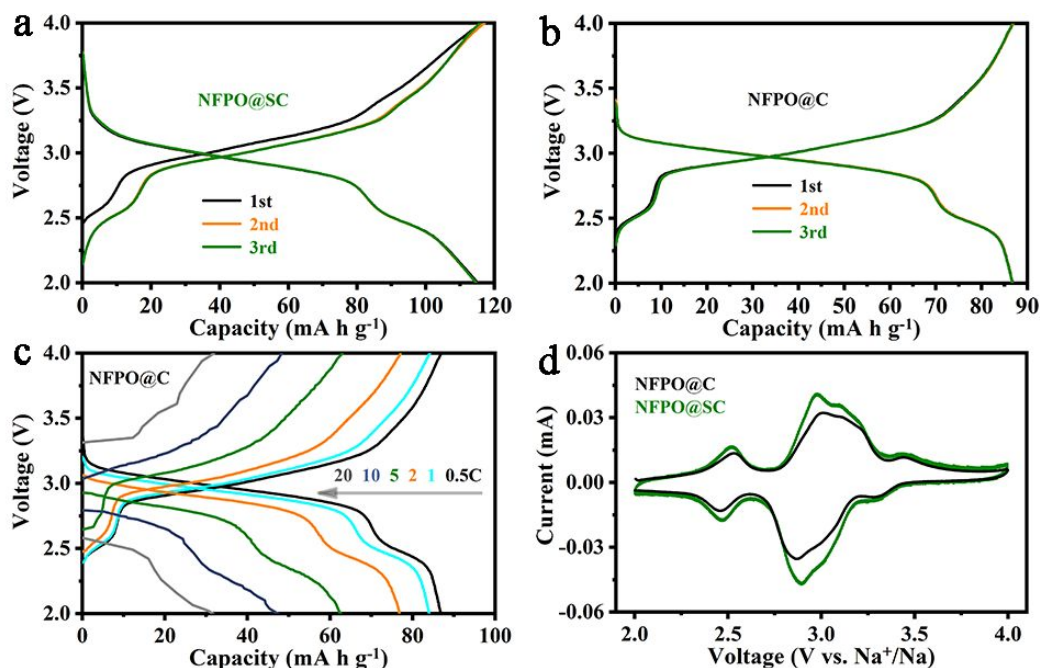 a
4.0
3.5
3.0
2.5
2.0
Voltage (V)
NFPO@SC
1st
2nd
3rd
0 20 40 60 80 100 120
Capacity (mA h g⁻¹)
b
4.0
3.5
3.0
2.5
2.0
Voltage (V)
NFPO@C
1st
2nd
3rd
0 10 20 30 40 50 60 70 80 90
Capacity (mA h g⁻¹)
c
4.0
3.5
3.0
2.5
2.0
Voltage (V)
NFPO@C
20 10 5 2 1 0.5C
0 20 40 60 80 100
Capacity (mA h g⁻¹)
d
0.06
0.03
0.00
-0.03
-0.06
Current (mA)
NFPO@C
NFPO@SC
2.0 2.5 3.0 3.5 4.0
Voltage (V vs. Na⁺/Na)